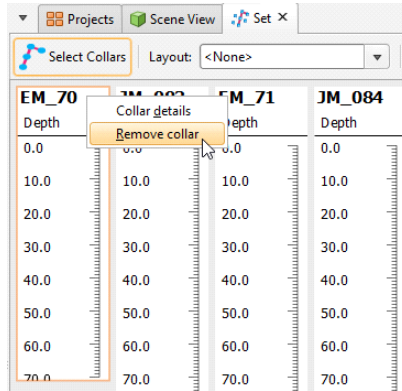 Projects Scene View Set
Select Collars Layout: <None>
EM_70 EM_71 JM_084
Depth Depth
Collar details
Remove collar
0.0 0.0
10.0 10.0 10.0 10.0
20.0 20.0 20.0 20.0
30.0 30.0 30.0 30.0
40.0 40.0 40.0 40.0
50.0 50.0 50.0 50.0
60.0 60.0 60.0 60.0
70.0 70.0 70.0 70.0